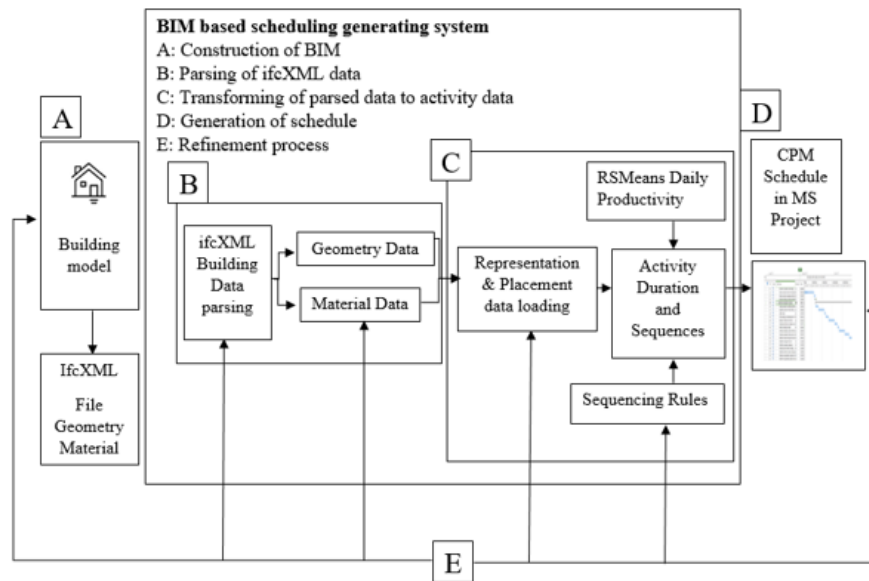 BIM based scheduling generating system
A: Construction of BIM
B: Parsing of ifcXML data
C: Transforming of parsed data to activity data
D: Generation of schedule
E: Refinement process
A
Building
model
IfcXML
File
Geometry
Material
B
ifcXML
Building
Data
parsing
Geometry Data
Material Data
C
RSMeans Daily
Productivity
Representation
& Placement
data loading
Activity
Duration
and
Sequences
Sequencing Rules
D
CPM
Schedule
in MS
Project
E